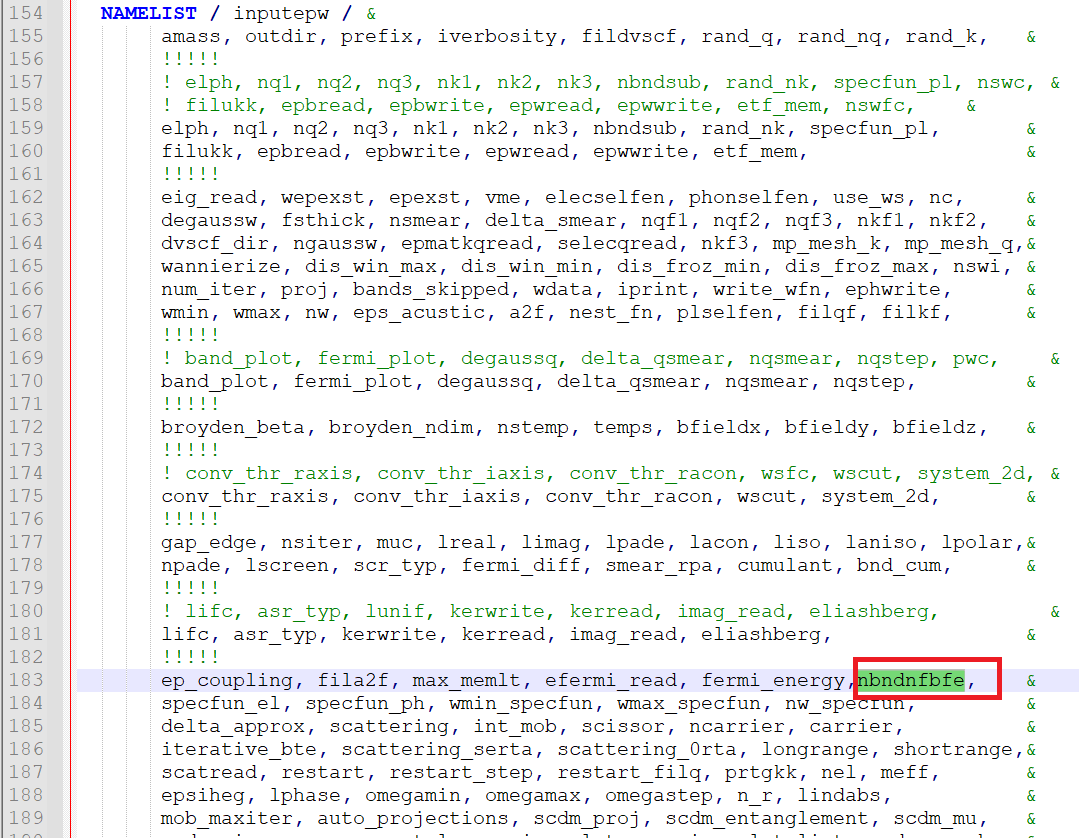 154 NAMELIST / inputepw / &
155 amass, outdir, prefix, iverbosity, fildvscf, rand_q, rand_nq, rand_k, &
156 !!!!!
157 ! elph, nq1, nq2, nq3, nk1, nk2, nk3, nbndsub, rand_nk, specfun_pl, nswc, &
158 ! filukk, epbread, epbwrite, epwread, epwwrite, etf_mem, nswfc, &
159 elph, nq1, nq2, nq3, nk1, nk2, nk3, nbndsub, rand_nk, specfun_pl, &
160 filukk, epbread, epbwrite, epwread, epwwrite, etf_mem, &
161 !!!!!
162 eig_read, wepexst, epexst, vme, elecselfen, phonselfen, use_ws, nc, &
163 degaussw, fsthick, nsmear, delta_smear, nqf1, nqf2, nqf3, nkf1, nkf2, &
164 dvscf_dir, ngaussw, epmatkqread, selecqread, nkf3, mp_mesh_k, mp_mesh_q,&
165 wannierize, dis_win_max, dis_win_min, dis_froz_min, dis_froz_max, nswi, &
166 num_iter, proj, bands_skipped, wdata, iprint, write_wfn, ephwrite, &
167 wmin, wmax, nw, eps_acustic, a2f, nest_fn, plselfen, filqf, filkf, &
168 !!!!!
169 ! band_plot, fermi_plot, degaussq, delta_qsmear, nqsmear, nqstep, pwc, &
170 band_plot, fermi_plot, degaussq, delta_qsmear, nqsmear, nqstep, &
171 !!!!!
172 broyden_beta, broyden_ndim, nstemp, temps, bfieldx, bfieldy, bfieldz, &
173 !!!!!
174 ! conv_thr_raxis, conv_thr_iaxis, conv_thr_racon, wsfc, wscut, system_2d, &
175 conv_thr_raxis, conv_thr_iaxis, conv_thr_racon, wscut, system_2d, &
176 !!!!!
177 gap_edge, nsiter, muc, lreal, limag, lpade, lacon, liso, laniso, lpolar,&
178 npade, lscreen, scr_typ, fermi_diff, smear_rpa, cumulant, bnd_cum, &
179 !!!!!
180 ! lifc, asr_typ, lunif, kerwrite, kerread, imag_read, eliashberg, &
181 lifc, asr_typ, kerwrite, kerread, imag_read, eliashberg, &
182 !!!!!
183 ep_coupling, fila2f, max_memlt, efermi_read, fermi_energy,nbndnfbfe, &
184 specfun_el, specfun_ph, wmin_specfun, wmax_specfun, nw_specfun, &
185 delta_approx, scattering, int_mob, scissor, ncarrier, carrier, &
186 iterative_bte, scattering_serta, scattering_0rta, longrange, shortrange,&
187 scatread, restart, restart_step, restart_filq, prtgkk, nel, meff, &
188 epsiheg, lphase, omegamin, omegamax, omegastep, n_r, lindabs, &
189 mob_maxiter, auto_projections, scdm_proj, scdm_entanglement, scdm_mu, &